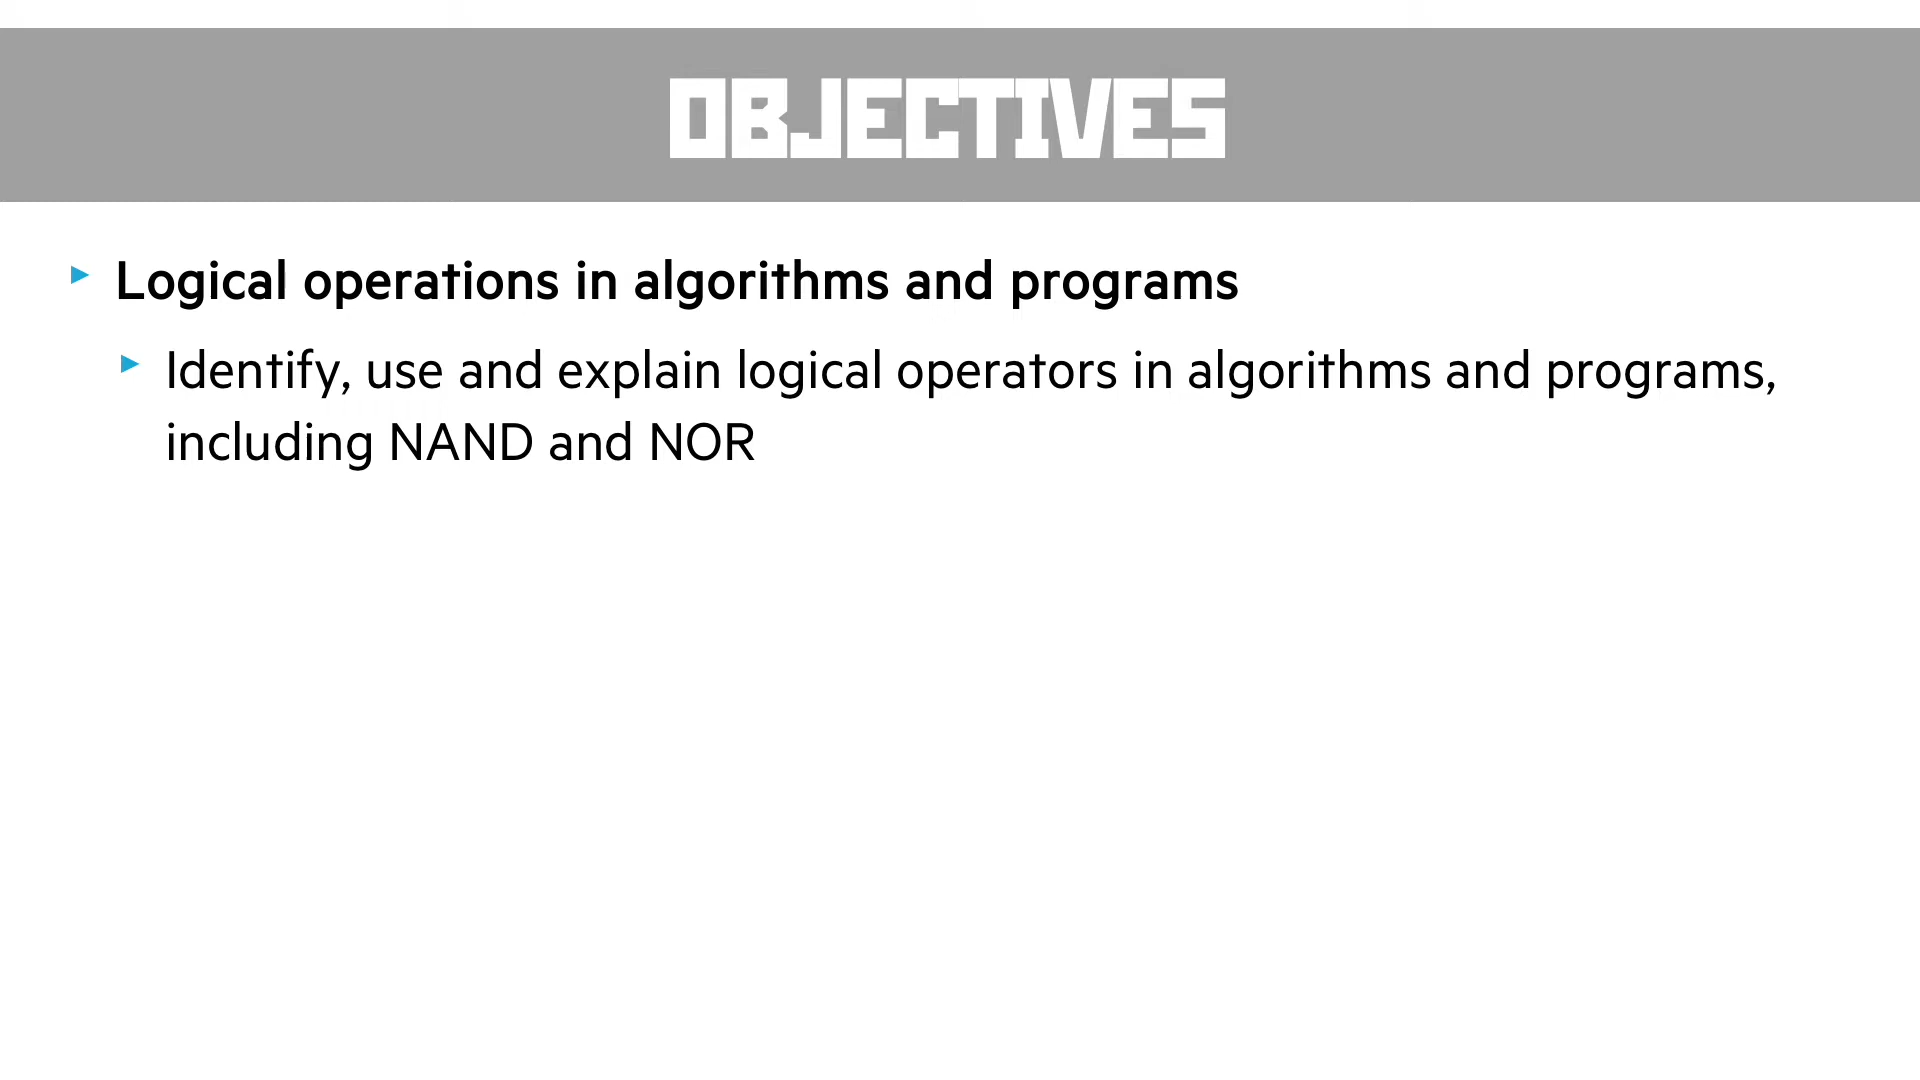 OBJECTIVES
Logical operations in algorithms and programs
Identify, use and explain logical operators in algorithms and programs,
including NAND and NOR